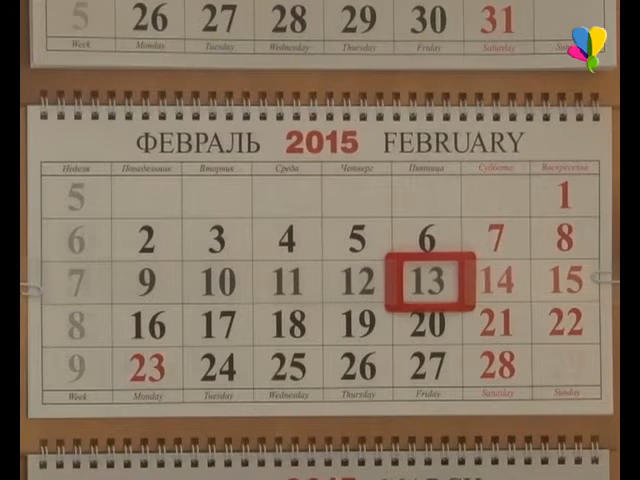 5 26 27 28 29 30 31
Week Monday Tuesday Wednesday Thursday Friday Saturday
ФЕВРАЛЬ 2015 FEBRUARY
Неделя Понедельник Вторник Среда Четверг Пятница Суббота Воскресенье
5 1
6 2 3 4 5 6 7 8
7 9 10 11 12 13 14 15
8 16 17 18 19 20 21 22
9 23 24 25 26 27 28
Week Monday Tuesday Wednesday Thursday Friday Saturday Sunday